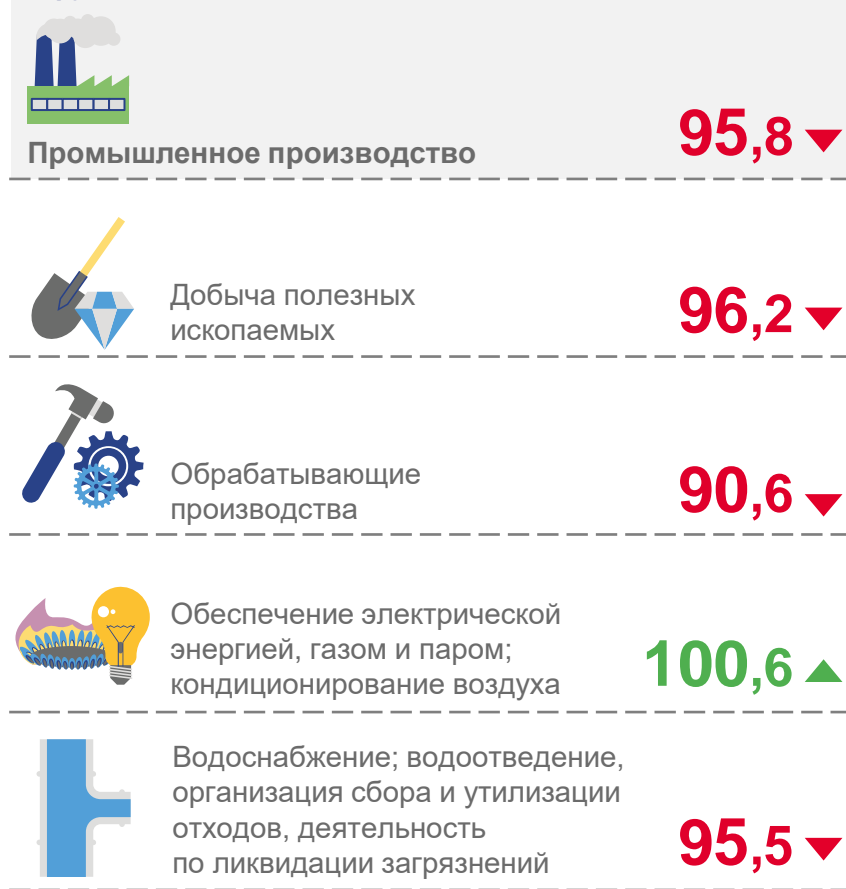 Промышленное производство
95,8
Добыча полезных
ископаемых
96,2
Обрабатывающие
производства
90,6
Обеспечение электрической
энергией, газом и паром;
кондиционирование воздуха
100,6
Водоснабжение; водоотведение,
организация сбора и утилизации
отходов, деятельность
по ликвидации загрязнений
95,5